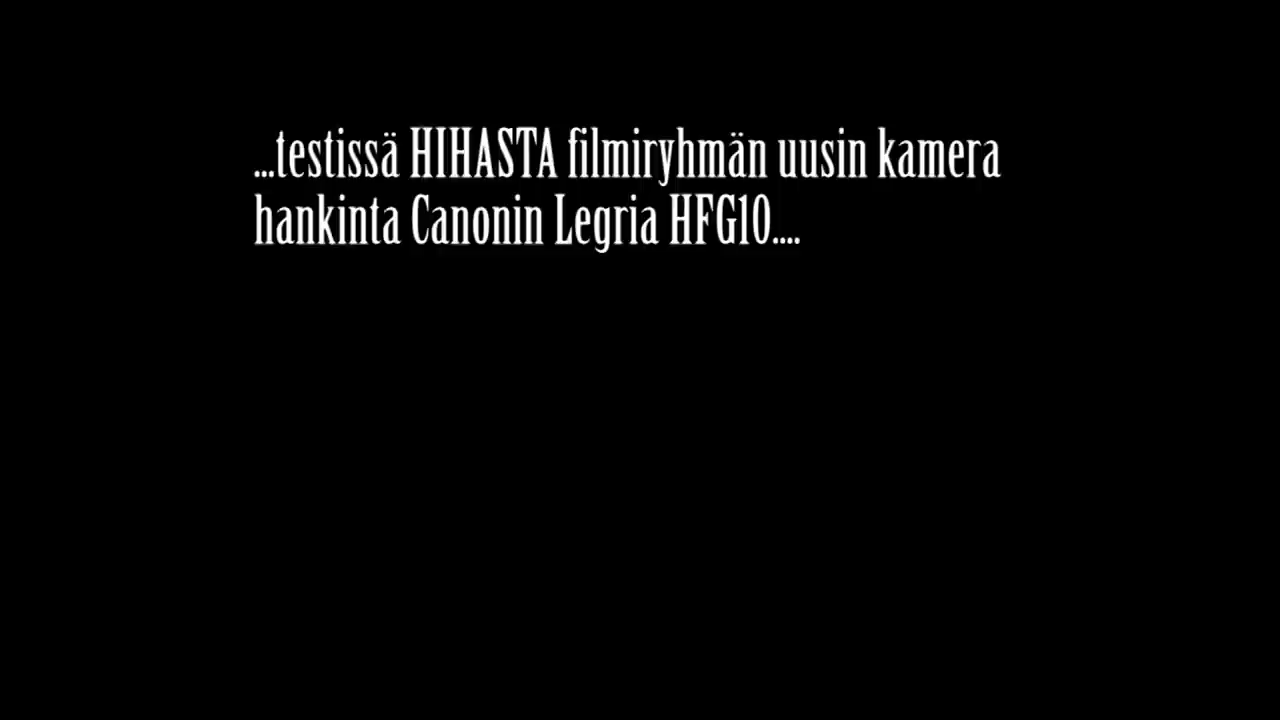 ...testissä HIHASTA filmiryhmän uusin kamera
hankinta Canonin Legria HFG10....